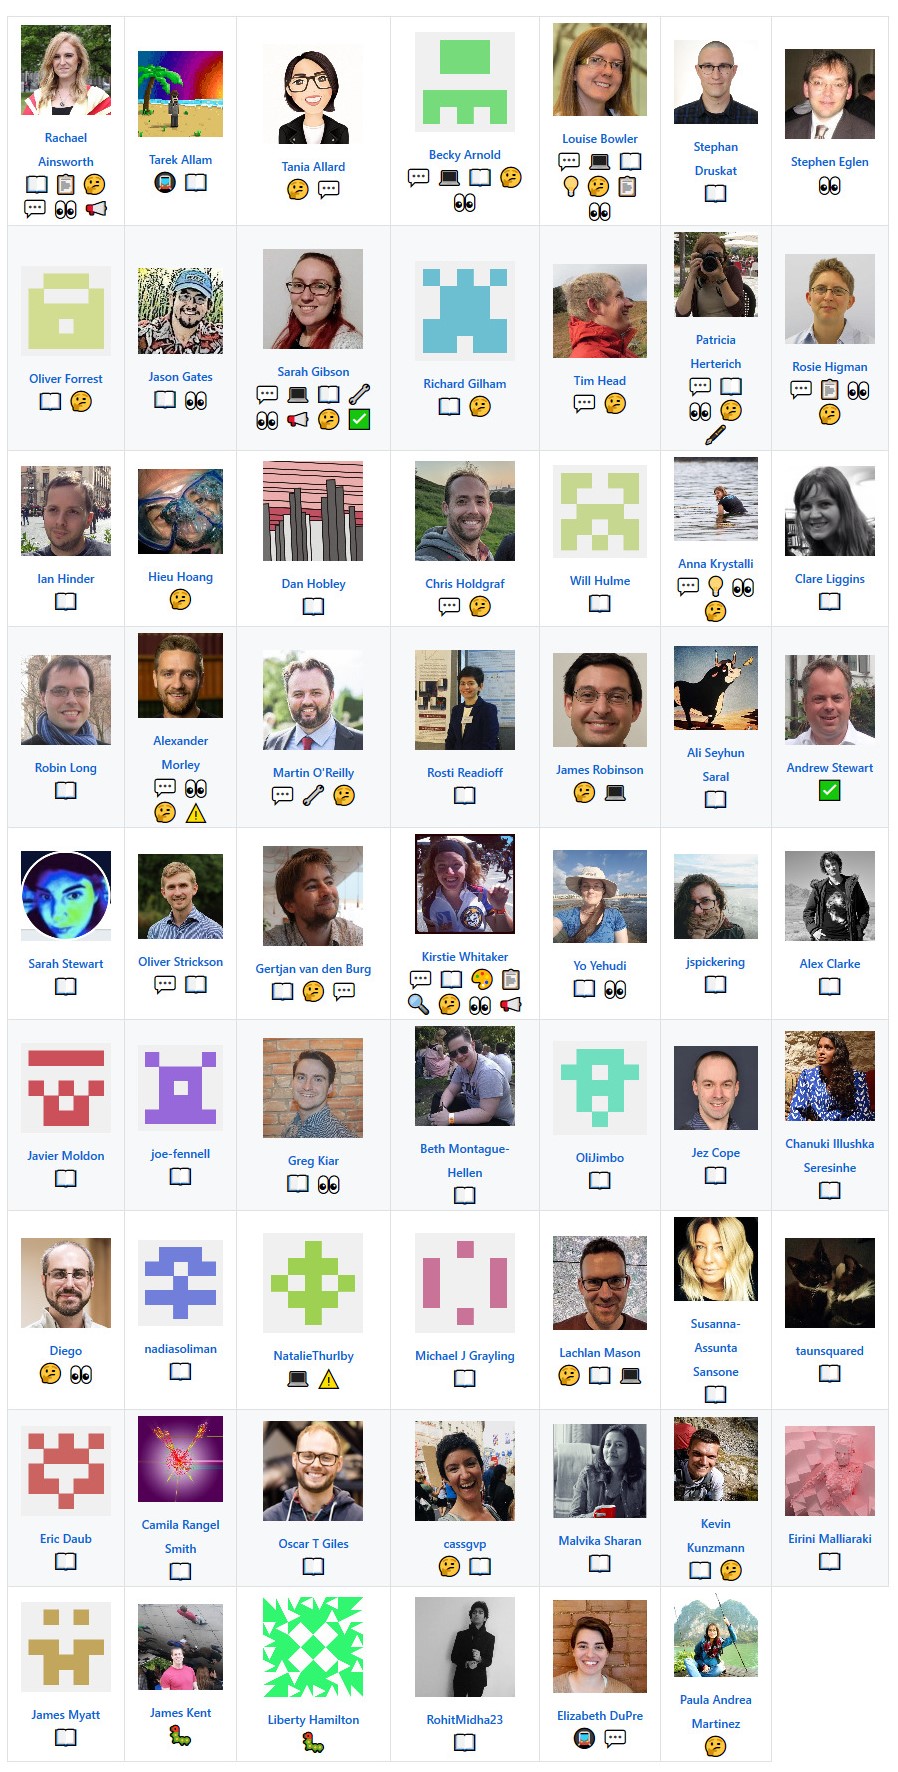 Rachael
Ainsworth
Tarek Allam
Tania Allard
Becky Arnold
Louise Bowler
Stephan
Druskat
Stephen Eglen
Oliver Forrest
Jason Gates
Sarah Gibson
Richard Gilham
Tim Head
Patricia
Herterich
Rosie Higman
Ian Hinder
Hieu Hoang
Dan Hobley
Chris Holdgraf
Will Hulme
Anna Krystalli
Clare Liggins
Robin Long
Alexander
Morley
Martin O'Reilly
Rosti Readioff
James Robinson
Ali Seyhun
Saral
Andrew Stewart
Sarah Stewart
Oliver Strickson
Gertjan van den Burg
Kirstie Whitaker
Yo Yehudi
jspickering
Alex Clarke
Javier Moldon
joe-fennell
Greg Kiar
Beth Montague-
Hellen
OliJimbo
Jez Cope
Chanuki Illushka
Seresinhe
Diego
nadiasoliman
NatalieThurlby
Michael J Grayling
Lachlan Mason
Susanna-
Assunta
Sansone
taunsquared
Eric Daub
Camila Rangel
Smith
Oscar T Giles
cassgvp
Malvika Sharan
Kevin
Kunzmann
Eirini Malliaraki
James Myatt
James Kent
Liberty Hamilton
RohitMidha23
Elizabeth DuPre
Paula Andrea
Martinez